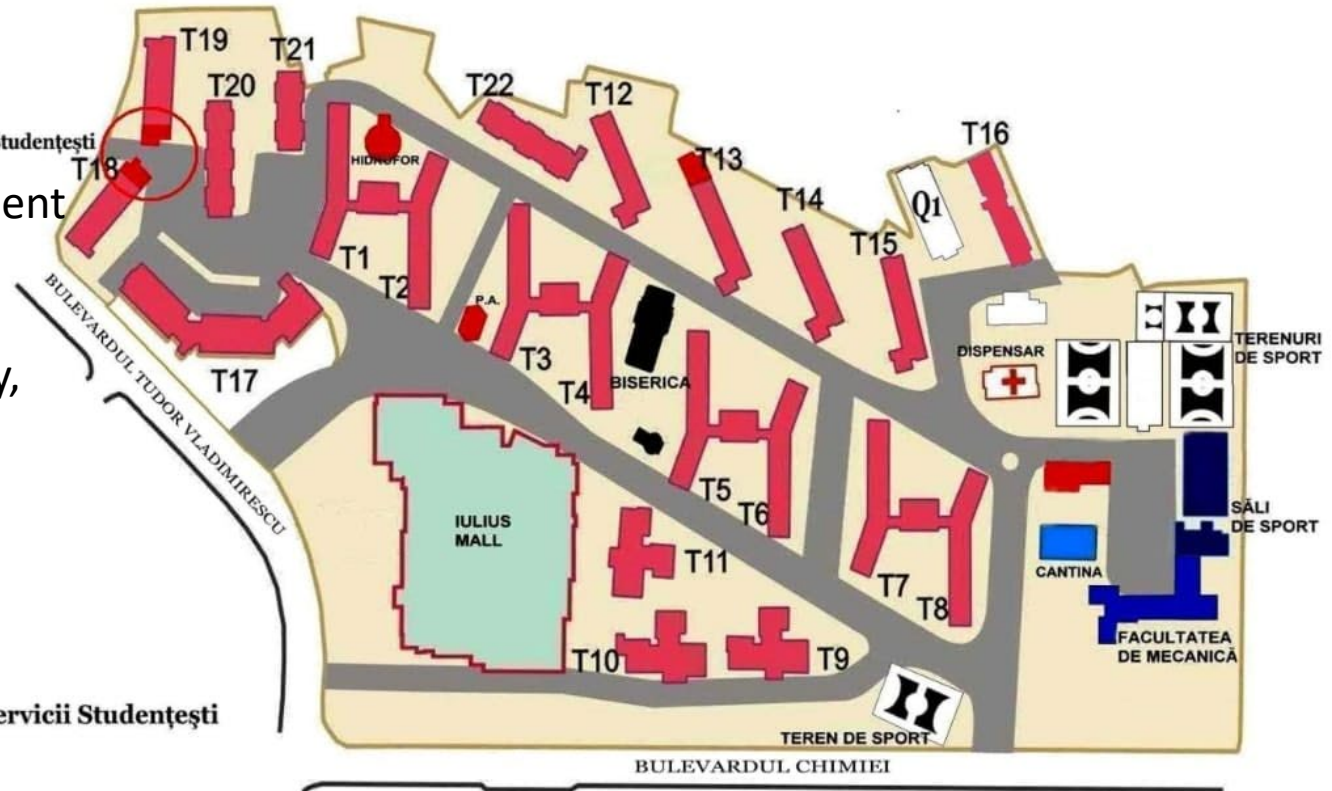 T19
T21
T20
T22
T12
T16
studențești
T18
HIDROFOR
T13
ent
Q1
T14
T15
T1
T2
P.A.
BULEVARDUL TUDOR VLADIMIRESCU
TERENURI
DE SPORT
DISPENSAR
T3
y,
T17
T4
BISERICA
T5
T6
SĂLI
DE SPORT
IULIUS
MALL
T11
CANTINA
T7
T8
FACULTATEA
DE MECANICĂ
T10
T9
ervicii Studențești
TEREN DE SPORT
BULEVARDUL CHIMIEI